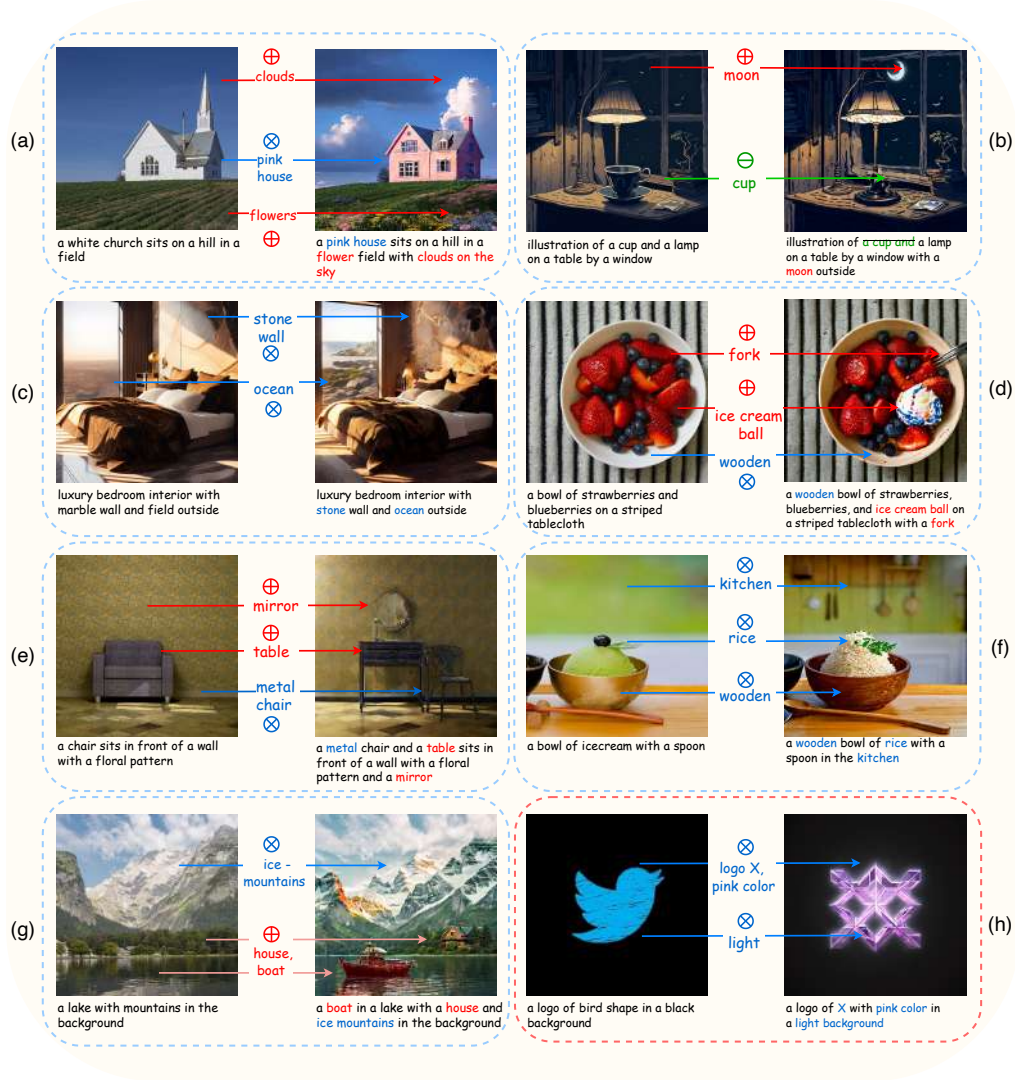 (a)
⊕
clouds
⊗
pink
house
flowers
⊕
a white church sits on a hill in a
field
a pink house sits on a hill in a
flower field with clouds on the
sky
(b)
⊕
moon
⊖
cup
illustration of a cup and a lamp
on a table by a window
illustration of a cup and a lamp
on a table by a window with a
moon outside
(c)
stone
wall
⊗
ocean
⊗
luxury bedroom interior with
marble wall and field outside
luxury bedroom interior with
stone wall and ocean outside
(d)
⊕
fork
⊕
ice cream
ball
wooden
⊗
a bowl of strawberries and
blueberries on a striped
tablecloth
a wooden bowl of strawberries,
blueberries, and ice cream ball on
a striped tablecloth with a fork
(e)
⊕
mirror
⊕
table
metal
chair
⊗
a chair sits in front of a wall
with a floral pattern
a metal chair and a table sits in
front of a wall with a floral
pattern and a mirror
(f)
⊗
kitchen
⊗
rice
⊗
wooden
a bowl of icecream with a spoon
a wooden bowl of rice with a
spoon in the kitchen
(g)
⊗
ice -
mountains
⊕
house,
boat
a lake with mountains in the
background
a boat in a lake with a house and
ice mountains in the background
(h)
⊗
logo X,
pink color
⊗
light
a logo of bird shape in a black
background
a logo of X with pink color in
a light background